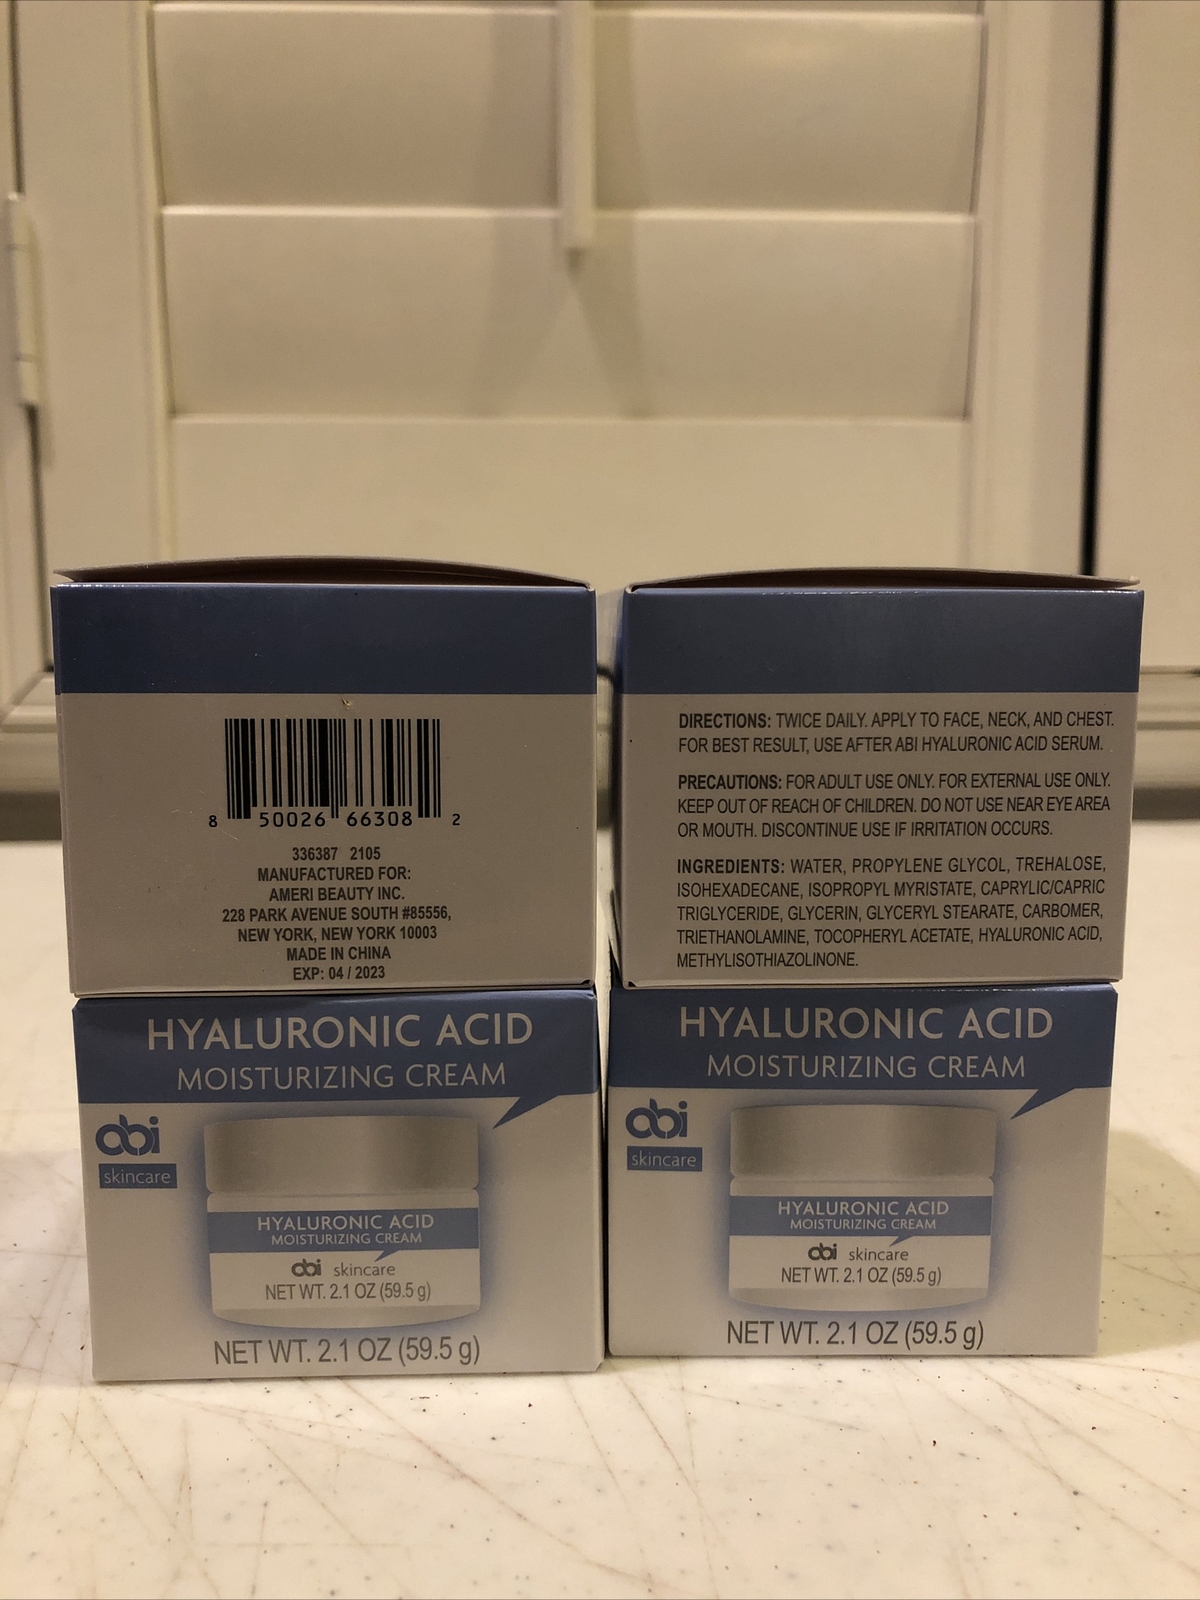 8 50026 66308 2
336387 2105
MANUFACTURED FOR:
AMERI BEAUTY INC.
228 PARK AVENUE SOUTH #85556,
NEW YORK, NEW YORK 10003
MADE IN CHINA
EXP: 04 / 2023
DIRECTIONS: TWICE DAILY. APPLY TO FACE, NECK, AND CHEST.
FOR BEST RESULT, USE AFTER ABI HYALURONIC ACID SERUM.
PRECAUTIONS: FOR ADULT USE ONLY. FOR EXTERNAL USE ONLY.
KEEP OUT OF REACH OF CHILDREN. DO NOT USE NEAR EYE AREA
OR MOUTH. DISCONTINUE USE IF IRRITATION OCCURS.
INGREDIENTS: WATER, PROPYLENE GLYCOL, TREHALOSE,
ISOHEXADECANE, ISOPROPYL MYRISTATE, CAPRYLIC/CAPRIC
TRIGLYCERIDE, GLYCERIN, GLYCERYL STEARATE, CARBOMER,
TRIETHANOLAMINE, TOCOPHERYL ACETATE, HYALURONIC ACID,
METHYLISOTHIAZOLINONE.
HYALURONIC ACID
MOISTURIZING CREAM
abi
skincare
HYALURONIC ACID
MOISTURIZING CREAM
abi skincare
NET WT. 2.1 OZ (59.5 g)
NET WT. 2.1 OZ (59.5 g)
HYALURONIC ACID
MOISTURIZING CREAM
abi
skincare
HYALURONIC ACID
MOISTURIZING CREAM
abi skincare
NET WT. 2.1 OZ (59.5 g)
NET WT. 2.1 OZ (59.5 g)